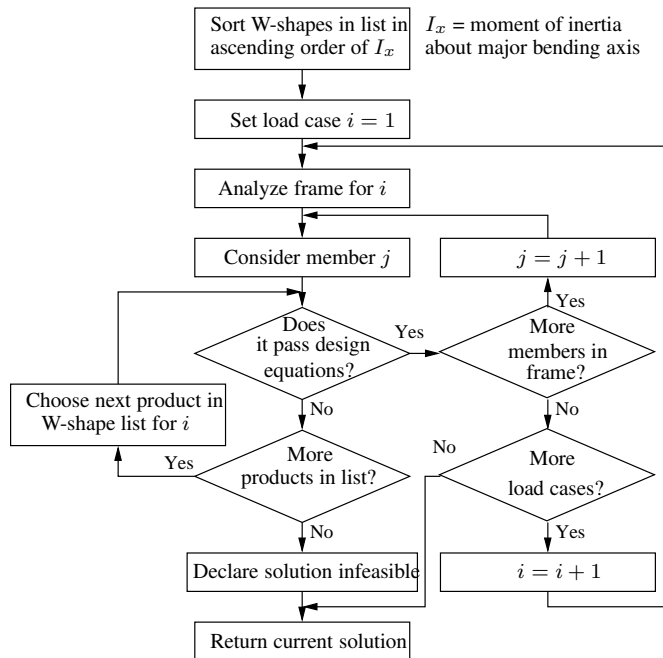 Sort W-shapes in list in
ascending order of $I_x$
$I_x$ = moment of inertia
about major bending axis
Set load case $i = 1$
Analyze frame for $i$
Consider member $j$
$j = j + 1$
Does
it pass design
equations?
Yes
More
members in
frame?
Yes
Choose next product in
W-shape list for $i$
No
No
More
products in list?
Yes
No
More
load cases?
No
Yes
Declare solution infeasible
$i = i + 1$
Return current solution